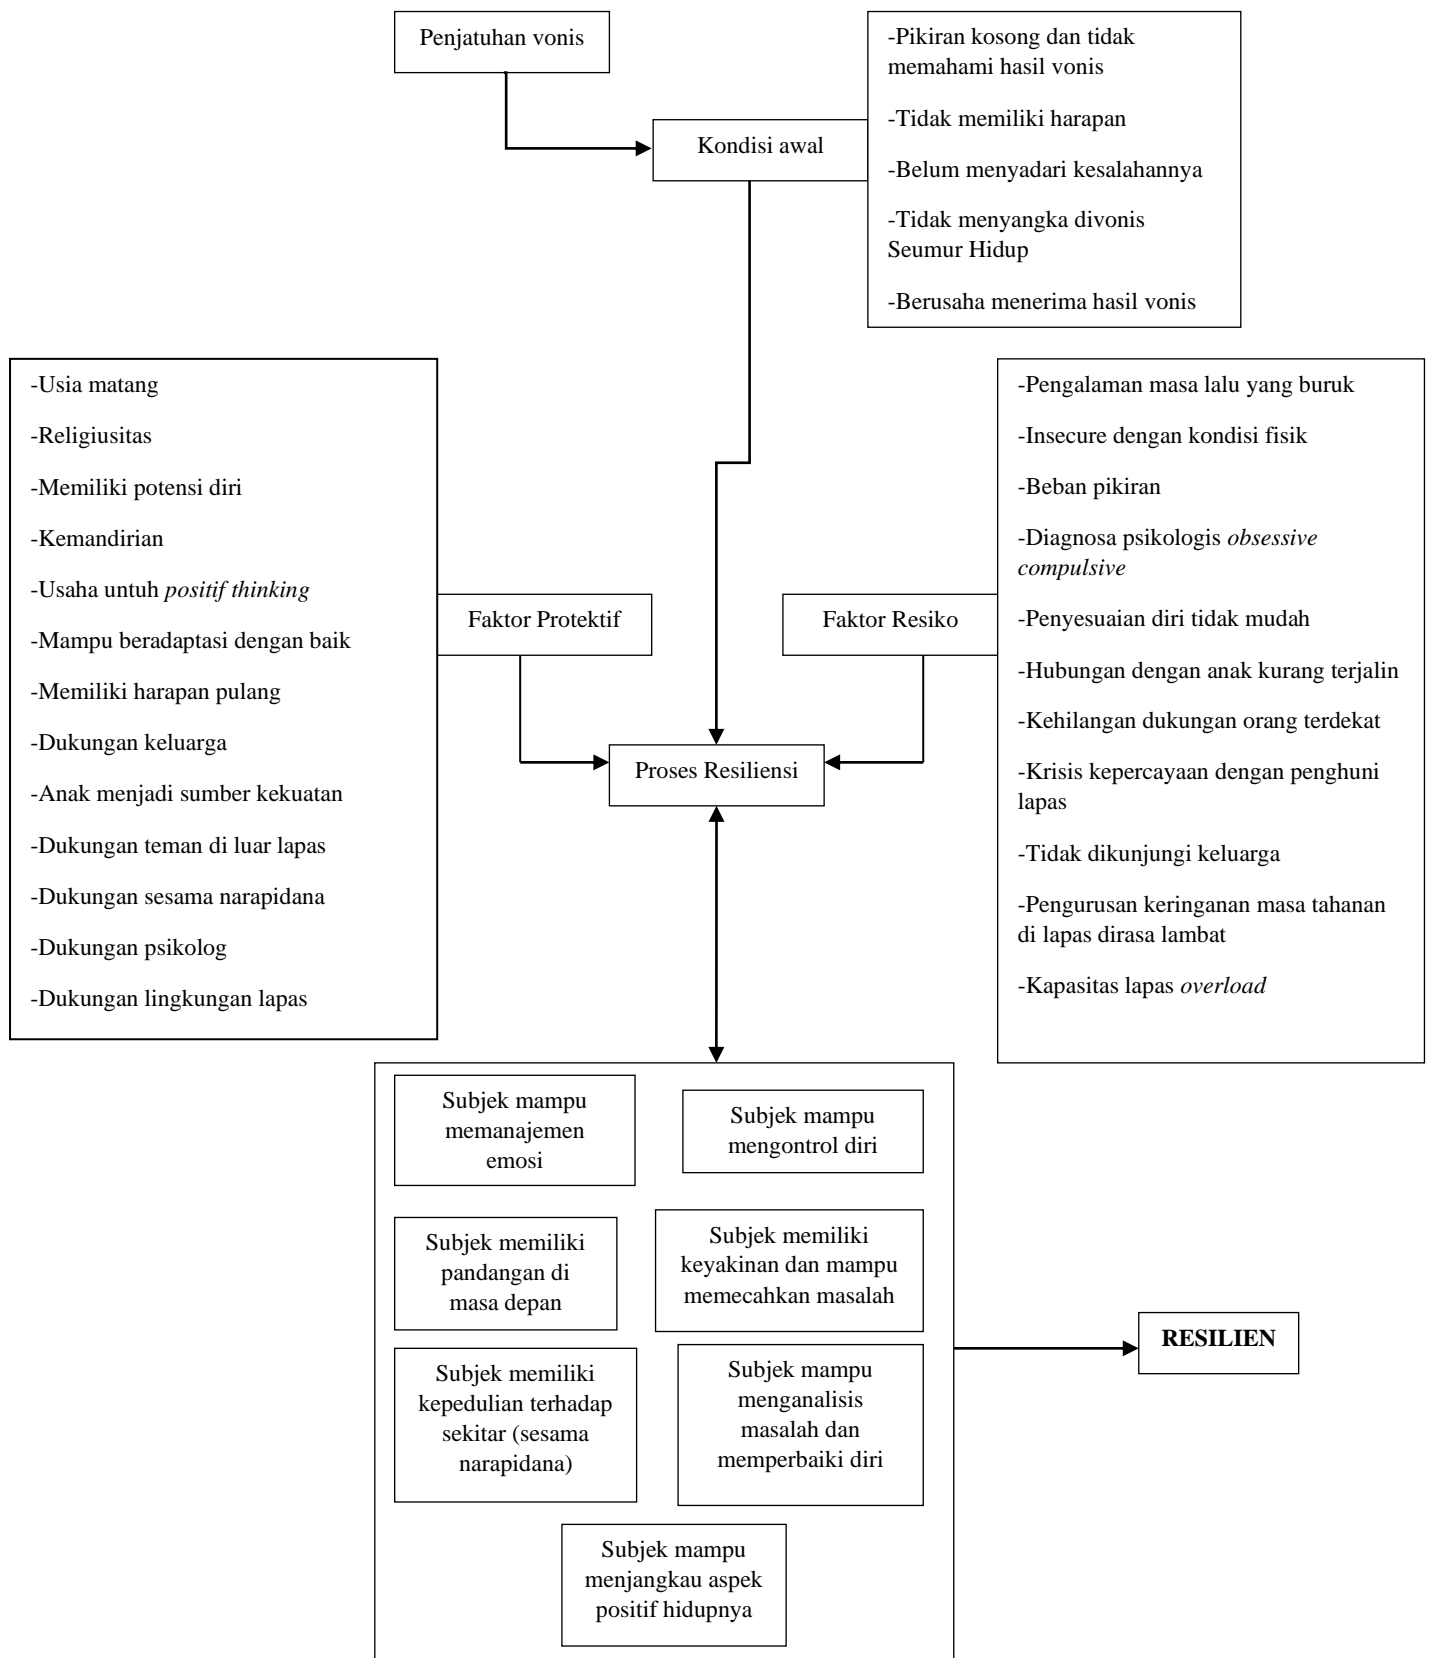 Penjatuhan vonis
-Pikiran kosong dan tidak
memahami hasil vonis
-Tidak memiliki harapan
-Belum menyadari kesalahannya
-Tidak menyangka divonis
Seumur Hidup
-Berusaha menerima hasil vonis
Kondisi awal
-Usia matang
-Religiusitas
-Memiliki potensi diri
-Kemandirian
-Usaha untuh positif thinking
-Mampu beradaptasi dengan baik
-Memiliki harapan pulang
-Dukungan keluarga
-Anak menjadi sumber kekuatan
-Dukungan teman di luar lapas
-Dukungan sesama narapidana
-Dukungan psikolog
-Dukungan lingkungan lapas
Faktor Protektif
Faktor Resiko
-Pengalaman masa lalu yang buruk
-Insecure dengan kondisi fisik
-Beban pikiran
-Diagnosa psikologis obsessive
compulsive
-Penyesuaian diri tidak mudah
-Hubungan dengan anak kurang terjalin
-Kehilangan dukungan orang terdekat
-Krisis kepercayaan dengan penghuni
lapas
-Tidak dikunjungi keluarga
-Pengurusan keringanan masa tahanan
di lapas dirasa lambat
-Kapasitas lapas overload
Proses Resiliensi
Subjek mampu
memanajemen
emosi
Subjek mampu
mengontrol diri
Subjek memiliki
pandangan di
masa depan
Subjek memiliki
keyakinan dan mampu
memecahkan masalah
Subjek memiliki
kepedulian terhadap
sekitar (sesama
narapidana)
Subjek mampu
menganalisis
masalah dan
memperbaiki diri
Subjek mampu
menjangkau aspek
positif hidupnya
RESILIEN